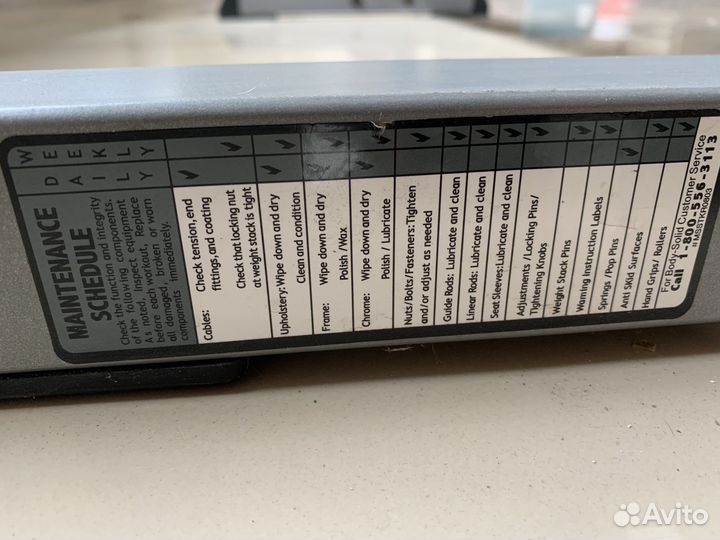 MAINTENANCE
SCHEDULE
Check the function and integrity
of the following components.
As noted, inspect equipment
before each workout. Replace
all damaged, broken or worn
components immediately.
DAILY
WEEKLY
Cables: Check tension, end
fittings, and coating
Check that locking nut
at weight stack is tight
Upholstery: Wipe down and dry
Clean and condition
Frame: Wipe down and dry
Polish /Wax
Chrome: Wipe down and dry
Polish / Lubricate
Nuts/Bolts/Fasteners:Tighten
and/or adjust as needed
Guide Rods: Lubricate and clean
Linear Rods: Lubricate and clean
Seat Sleeves: Lubricate and clean
Adjustments /Locking Pins/
Tightening Knobs
Weight Stack Pins
Warning/Instruction Labels
Springs /Pop Pins
Anti Skid Surfaces
Hand Grips/ Rollers
For Body-Solid Customer Service
Call 1-800-556-3113
#MSSTKR0803
Avito